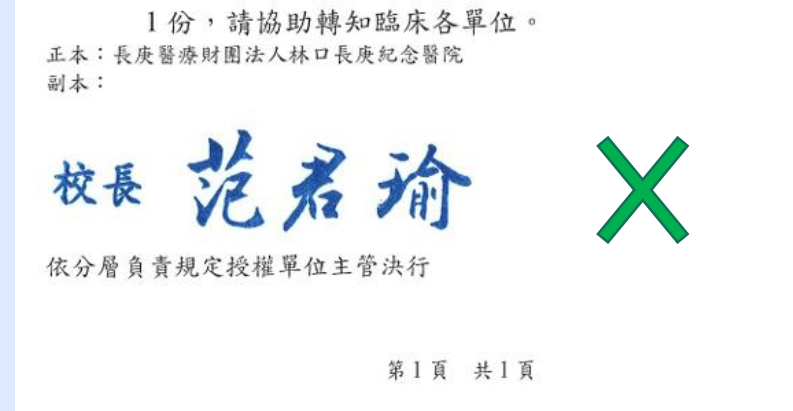 1份，請協助轉知臨床各單位。
正本：長庚醫療財團法人林口長庚紀念醫院
副本：
校長 范君瑜
依分層負責規定授權單位主管決行
第1頁 共1頁